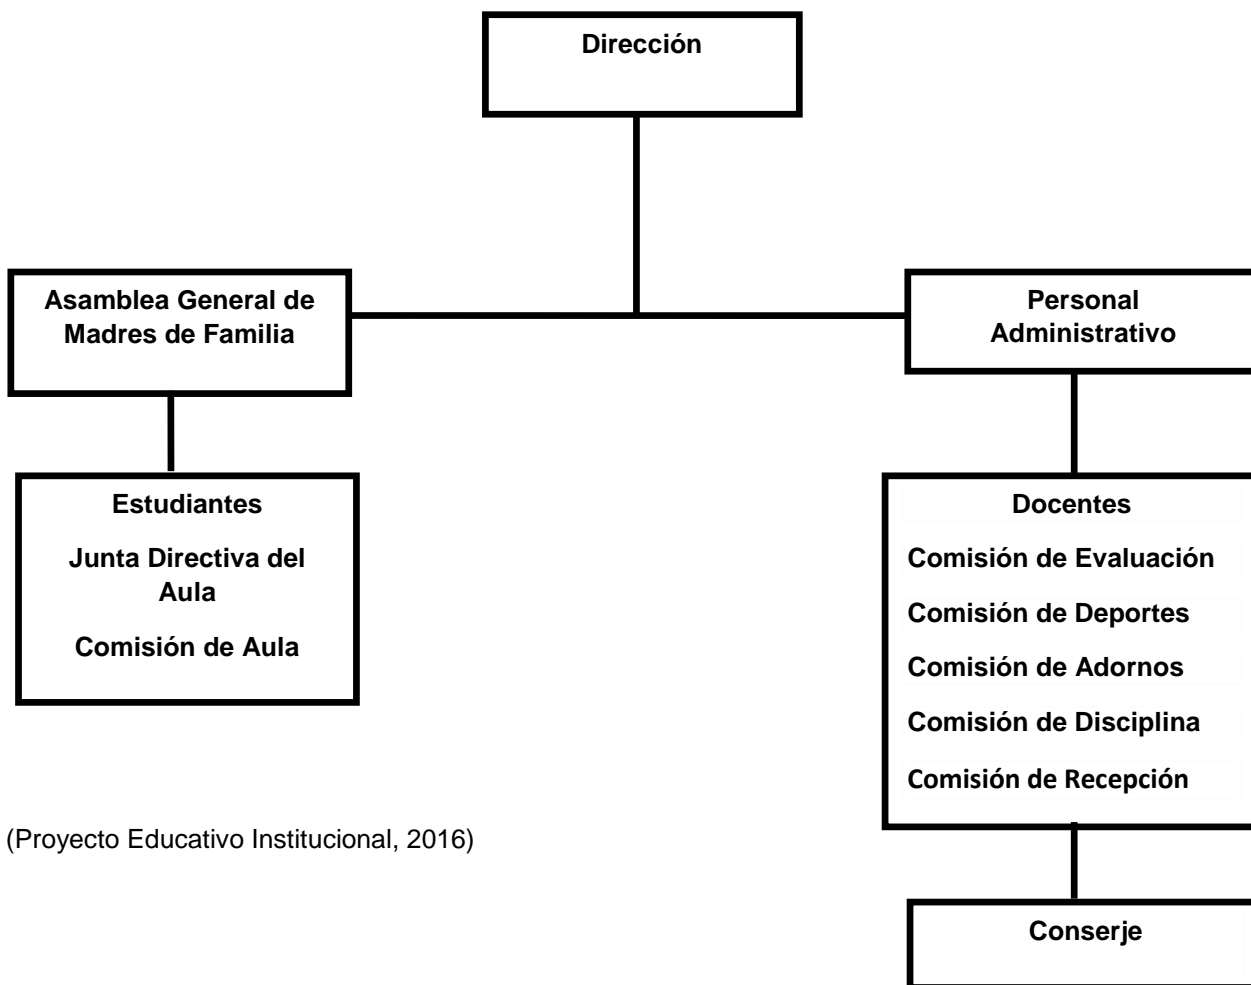 Dirección
Asamblea General de
Madres de Familia
Personal
Administrativo
Estudiantes
Junta Directiva del
Aula
Comisión de Aula
Docentes
Comisión de Evaluación
Comisión de Deportes
Comisión de Adornos
Comisión de Disciplina
Comisión de Recepción
(Proyecto Educativo Institucional, 2016)
Conserje